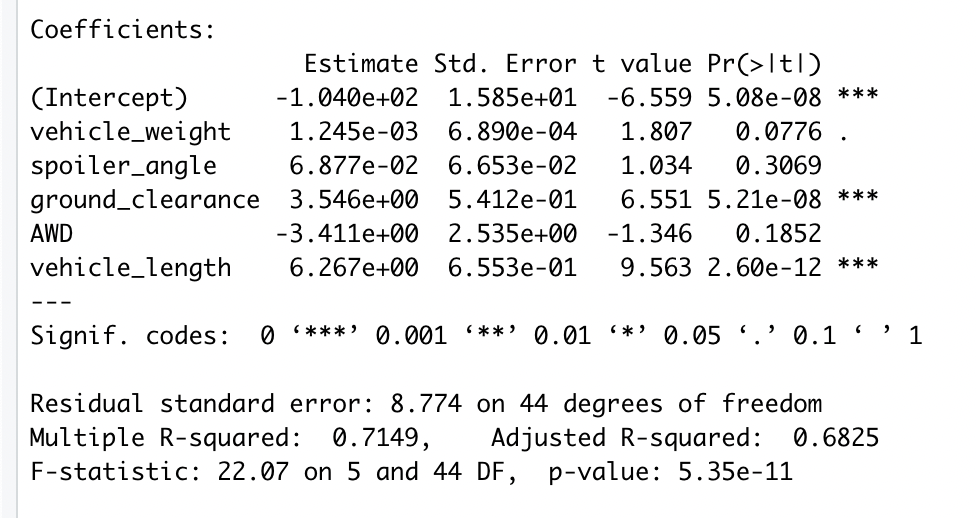 Coefficients:
                  Estimate Std. Error t value Pr(>|t|)
(Intercept)     -1.040e+02  1.585e+01  -6.559 5.08e-08 ***
vehicle_weight   1.245e-03  6.890e-04   1.807   0.0776 .
spoiler_angle    6.877e-02  6.653e-02   1.034   0.3069
ground_clearance 3.546e+00  5.412e-01   6.551 5.21e-08 ***
AWD             -3.411e+00  2.535e+00  -1.346   0.1852
vehicle_length   6.267e+00  6.553e-01   9.563 2.60e-12 ***
---
Signif. codes:  0 ‘***’ 0.001 ‘**’ 0.01 ‘*’ 0.05 ‘.’ 0.1 ‘ ’ 1

Residual standard error: 8.774 on 44 degrees of freedom
Multiple R-squared:  0.7149,    Adjusted R-squared:  0.6825
F-statistic: 22.07 on 5 and 44 DF,  p-value: 5.35e-11